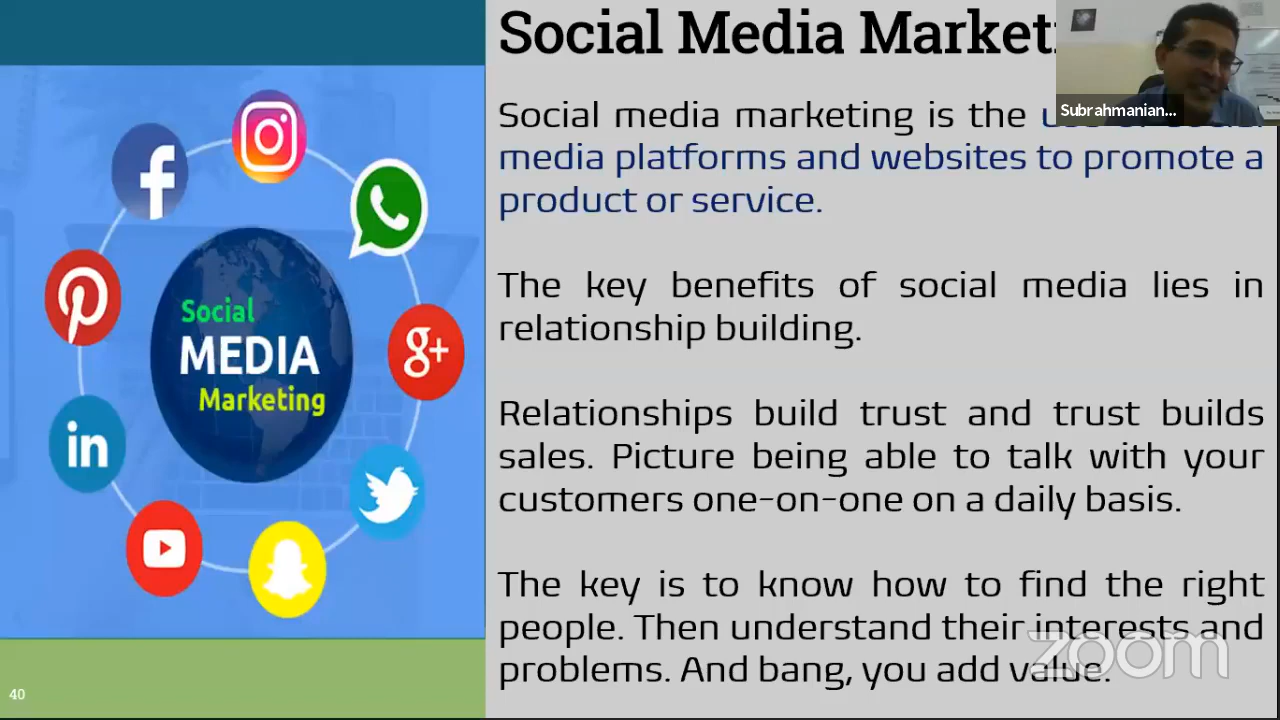 Social Media Marketi
Subrahmanian...
Social media marketing is the
media platforms and websites to promote a
product or service.
The key benefits of social media lies in
relationship building.
Relationships build trust and trust builds
sales. Picture being able to talk with your
customers one-on-one on a daily basis.
The key is to know how to find the right
people. Then understand their interests and
problems. And bang, you add value.
Social
MEDIA
Marketing
f
g+
in
40
zoom